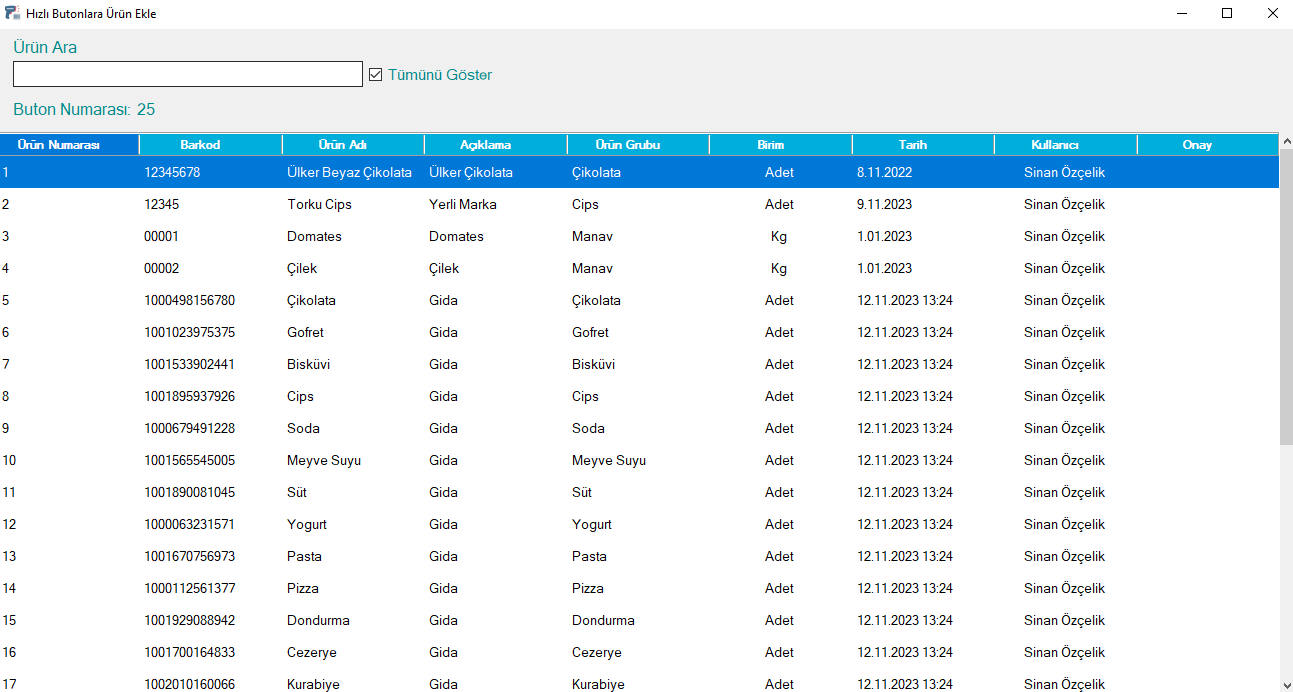 Hızlı Butonlara Ürün Ekle
Ürün Ara
Tümünü Göster
Buton Numarası: 25
Ürün Numarası Barkod Ürün Adı Açıklama Ürün Grubu Birim Tarih Kullanıcı Onay
1 12345678 Ülker Beyaz Çikolata Ülker Çikolata Çikolata Adet 8.11.2022 Sinan Özçelik
2 12345 Torku Cips Yerli Marka Cips Adet 9.11.2023 Sinan Özçelik
3 00001 Domates Domates Manav Kg 1.01.2023 Sinan Özçelik
4 00002 Çilek Çilek Manav Kg 1.01.2023 Sinan Özçelik
5 1000498156780 Çikolata Gida Çikolata Adet 12.11.2023 13:24 Sinan Özçelik
6 1001023975375 Gofret Gida Gofret Adet 12.11.2023 13:24 Sinan Özçelik
7 1001533902441 Bisküvi Gida Bisküvi Adet 12.11.2023 13:24 Sinan Özçelik
8 1001895937926 Cips Gida Cips Adet 12.11.2023 13:24 Sinan Özçelik
9 1000679491228 Soda Gida Soda Adet 12.11.2023 13:24 Sinan Özçelik
10 1001565545005 Meyve Suyu Gida Meyve Suyu Adet 12.11.2023 13:24 Sinan Özçelik
11 1001890081045 Süt Gida Süt Adet 12.11.2023 13:24 Sinan Özçelik
12 1000063231571 Yogurt Gida Yogurt Adet 12.11.2023 13:24 Sinan Özçelik
13 1001670756973 Pasta Gida Pasta Adet 12.11.2023 13:24 Sinan Özçelik
14 1000112561377 Pizza Gida Pizza Adet 12.11.2023 13:24 Sinan Özçelik
15 1001929088942 Dondurma Gida Dondurma Adet 12.11.2023 13:24 Sinan Özçelik
16 1001700164833 Cezerye Gida Cezerye Adet 12.11.2023 13:24 Sinan Özçelik
17 1002010160066 Kurabiye Gida Kurabiye Adet 12.11.2023 13:24 Sinan Özçelik